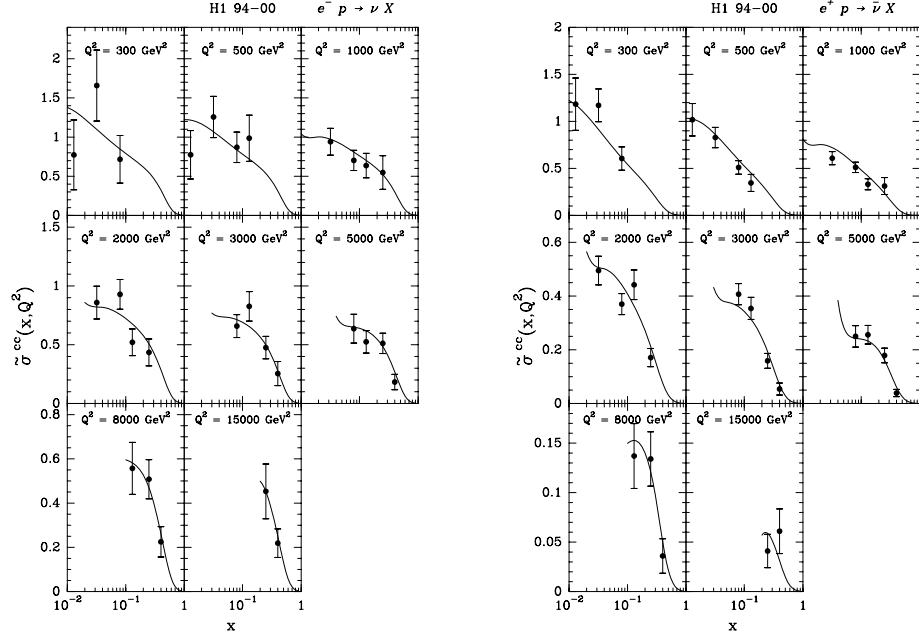 H1 94-00 e⁻ p → ν X
Q² = 300 GeV² Q² = 500 GeV² Q² = 1000 GeV²
2
1.5
1
0.5
0
Q² = 2000 GeV² Q² = 3000 GeV² Q² = 5000 GeV²
1.5
1
0.5
0
σ̃ ᶜᶜ(x,Q²)
Q² = 8000 GeV² Q² = 15000 GeV²
0.8
0.6
0.4
0.2
0
10⁻² 10⁻¹ 1 10⁻¹ 1
x
H1 94-00 e⁺ p → ν̄ X
Q² = 300 GeV² Q² = 500 GeV² Q² = 1000 GeV²
2
1.5
1
0.5
0
Q² = 2000 GeV² Q² = 3000 GeV² Q² = 5000 GeV²
0.6
0.4
0.2
0
σ̃ ᶜᶜ(x,Q²)
Q² = 8000 GeV² Q² = 15000 GeV²
0.15
0.1
0.05
0
10⁻² 10⁻¹ 1 10⁻¹ 1
x